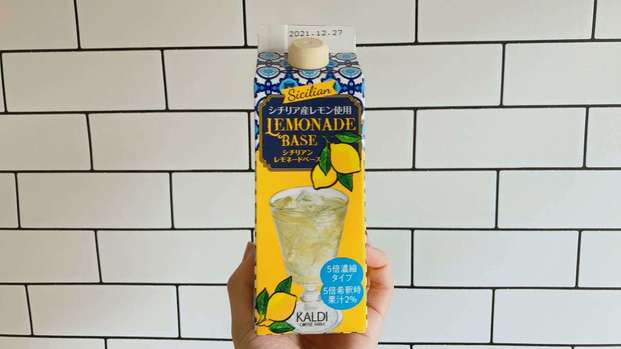 2021.12.27
Sicilian
シチリア産レモン使用
LEMONADE
BASE
シチリアン
レモネードベース
5倍濃縮
タイプ
5倍希釈時
果汁2%
KALDI
COFFEE FARM